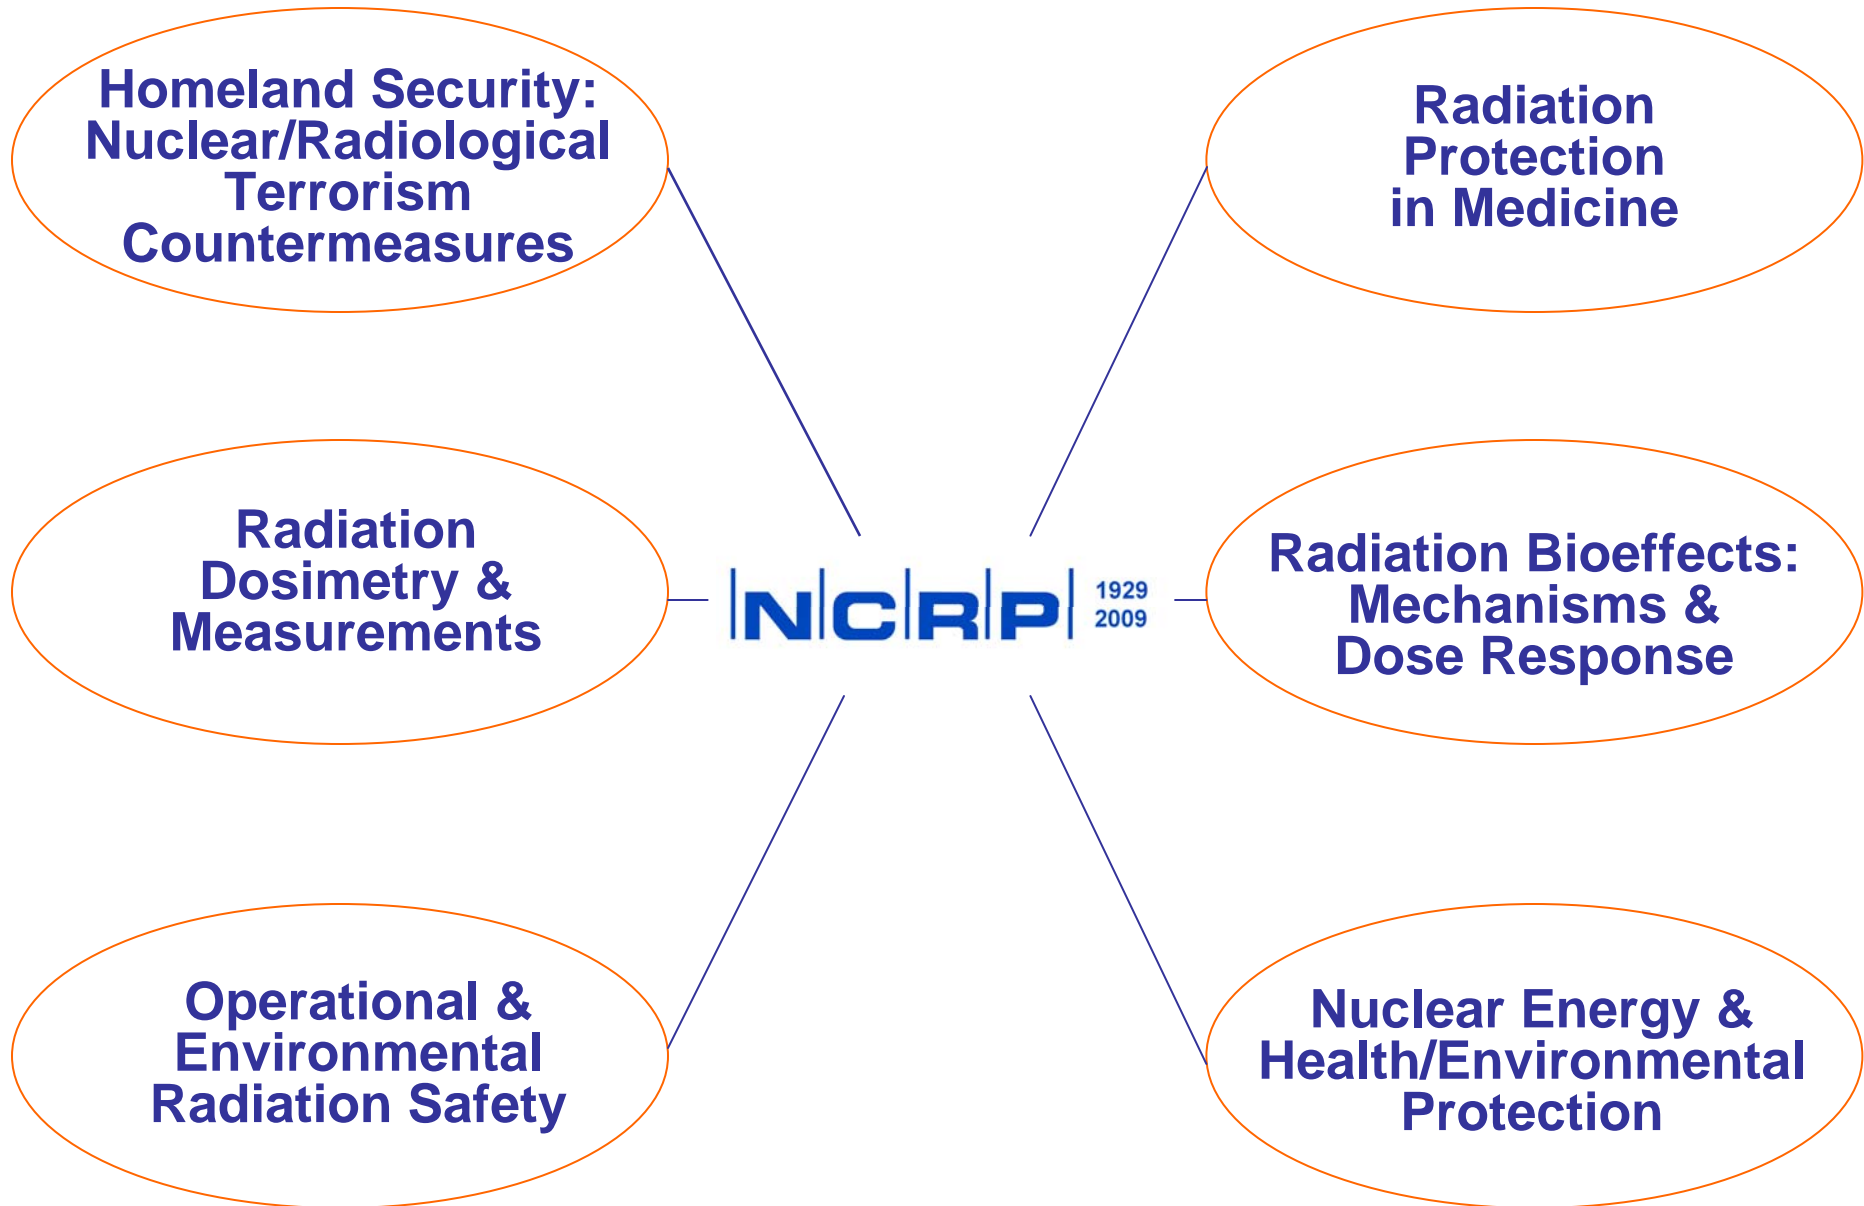 Homeland Security:
Nuclear/Radiological
Terrorism
Countermeasures
Radiation
Protection
in Medicine
Radiation
Dosimetry &
Measurements
NCRP
1929
2009
Radiation Bioeffects:
Mechanisms &
Dose Response
Operational &
Environmental
Radiation Safety
Nuclear Energy &
Health/Environmental
Protection